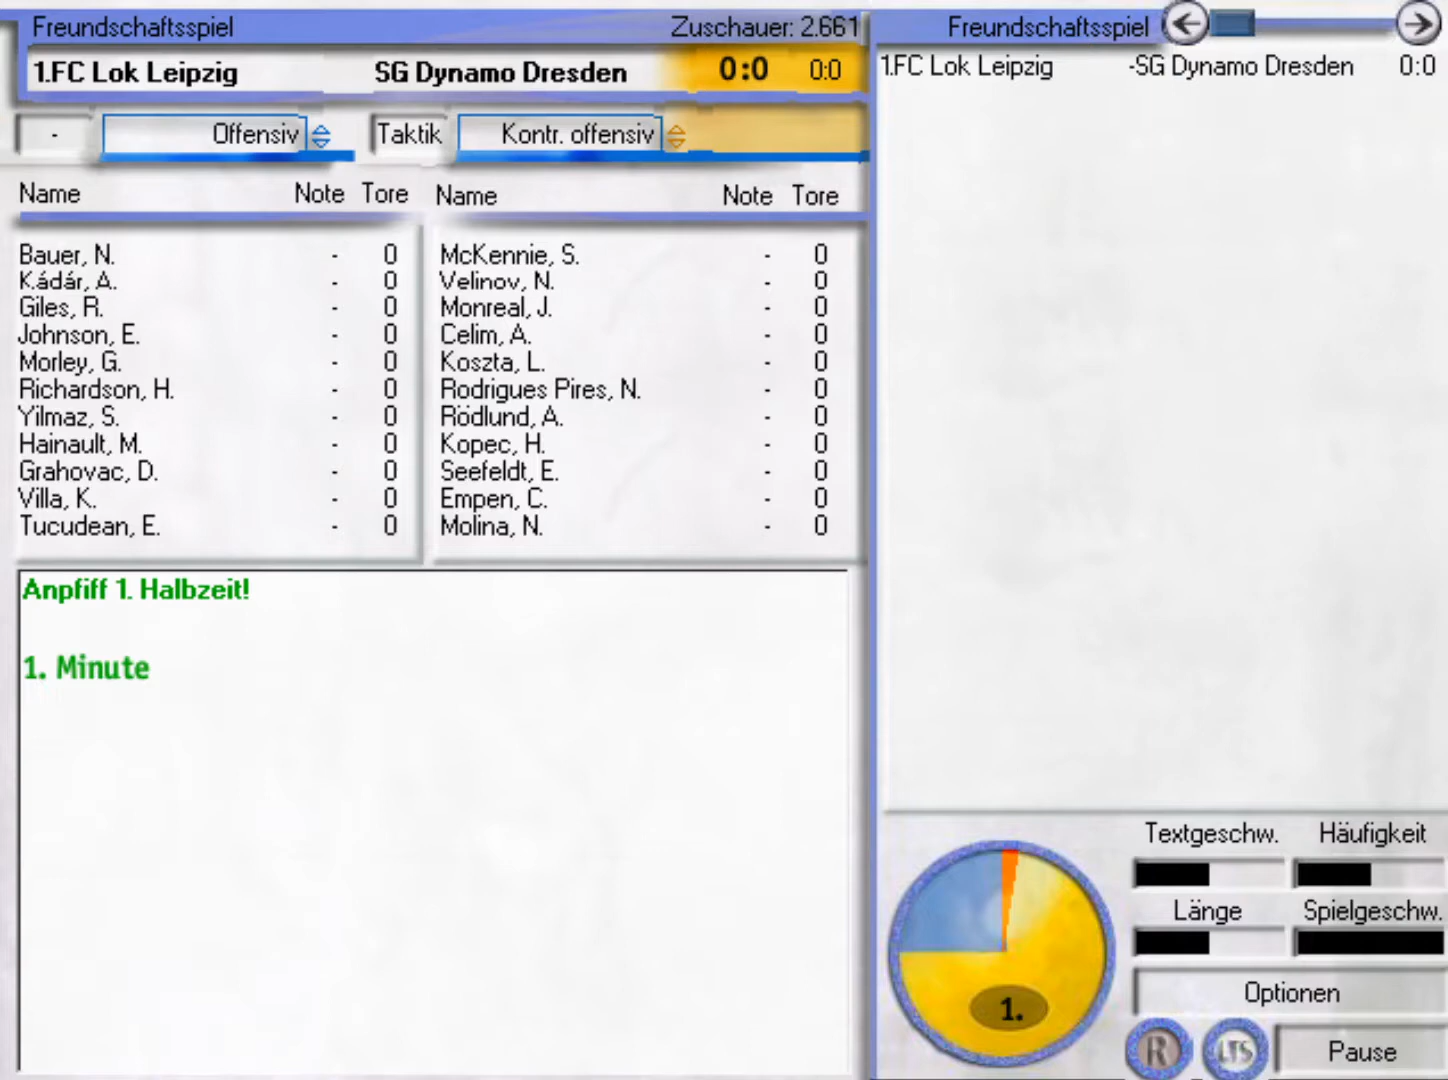 Freundschaftsspiel Zuschauer: 2.661
1.FC Lok Leipzig SG Dynamo Dresden 0:0 0:0
- Offensiv Taktik Kontr. offensiv
Name Note Tore Name Note Tore
Bauer, N. - 0 McKennie, S. - 0
Kádár, A. - 0 Velinov, N. - 0
Giles, R. - 0 Monreal, J. - 0
Johnson, E. - 0 Celim, A. - 0
Morley, G. - 0 Koszta, L. - 0
Richardson, H. - 0 Rodrigues Pires, N. - 0
Yilmaz, S. - 0 Rödlund, A. - 0
Hainault, M. - 0 Kopec, H. - 0
Grahovac, D. - 0 Seefeldt, E. - 0
Villa, K. - 0 Empen, C. - 0
Tucudean, E. - 0 Molina, N. - 0
Anpfiff 1. Halbzeit!
1. Minute
Freundschaftsspiel
1.FC Lok Leipzig -SG Dynamo Dresden 0:0
Textgeschw. Häufigkeit
Länge Spielgeschw.
1.
Optionen
R LTS Pause